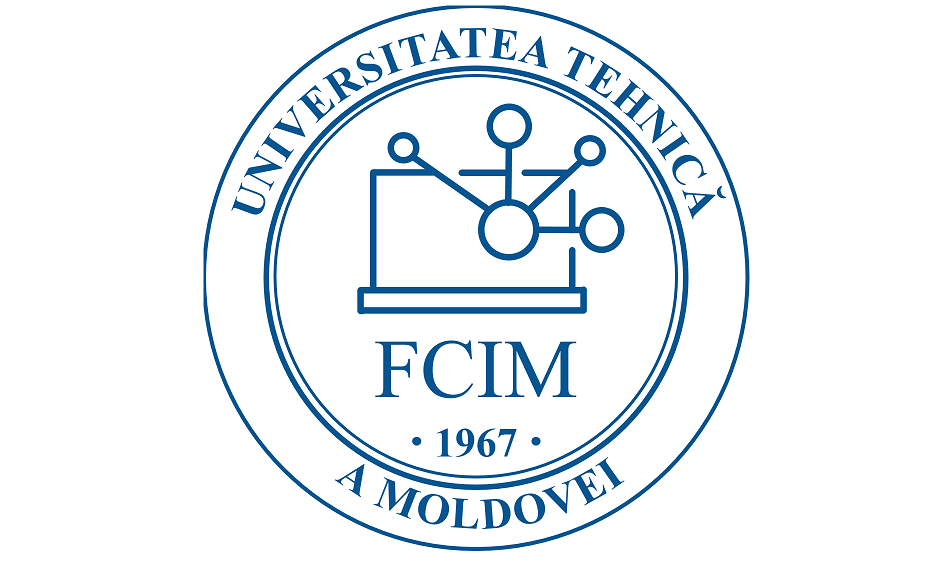 UNIVERSITATEA TEHNICĂ
FCIM
• 1967 •
A MOLDOVEI